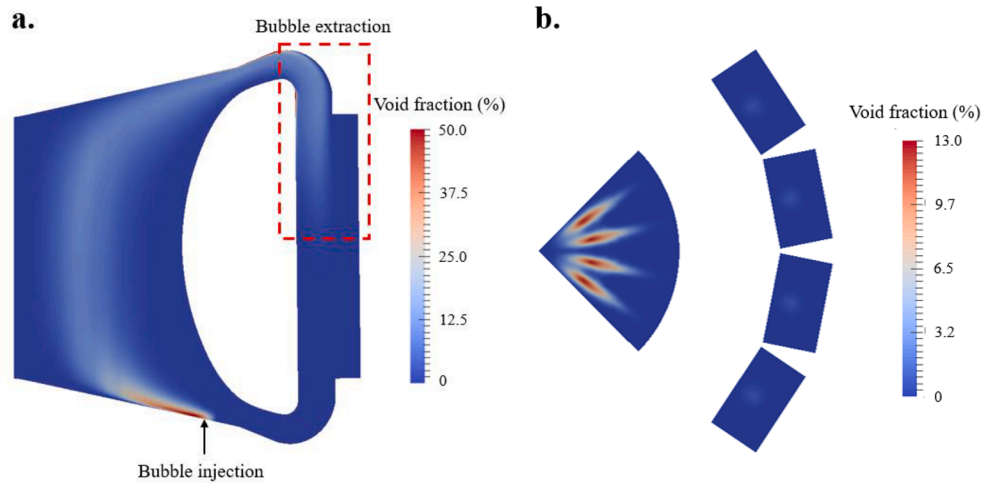 a.
Bubble extraction
Void fraction (%)
50.0
37.5
25.0
12.5
0
Bubble injection
b.
Void fraction (%)
13.0
9.7
6.5
3.2
0